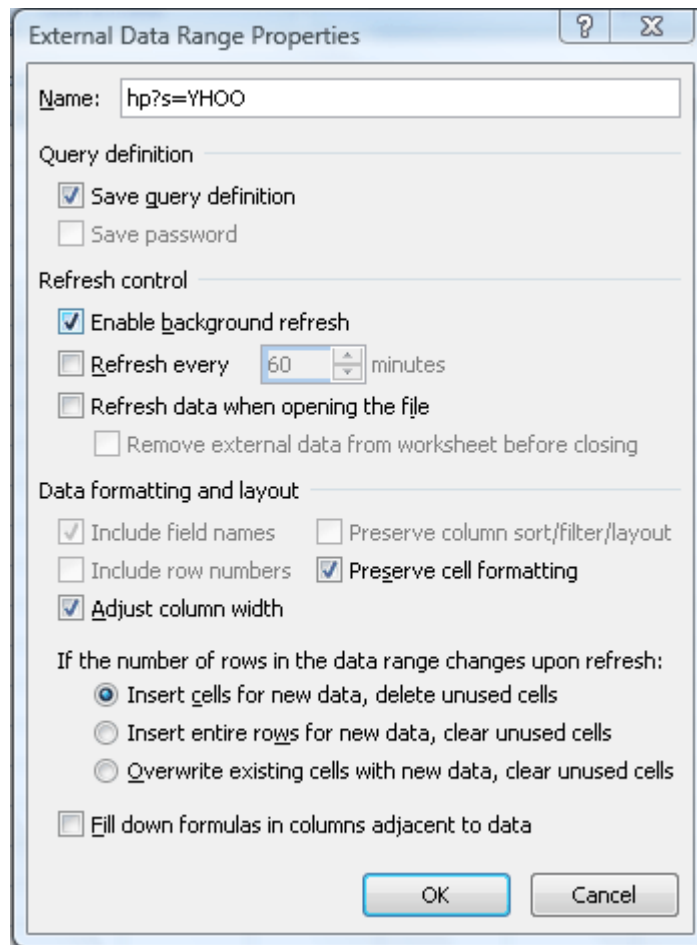 External Data Range Properties
Name: hp?s=YHOO
Query definition
Save query definition
Save password
Refresh control
Enable background refresh
Refresh every 60 minutes
Refresh data when opening the file
Remove external data from worksheet before closing
Data formatting and layout
Include field names Preserve column sort/filter/layout
Include row numbers Preserve cell formatting
Adjust column width
If the number of rows in the data range changes upon refresh:
Insert cells for new data, delete unused cells
Insert entire rows for new data, clear unused cells
Overwrite existing cells with new data, clear unused cells
Fill down formulas in columns adjacent to data
OK Cancel